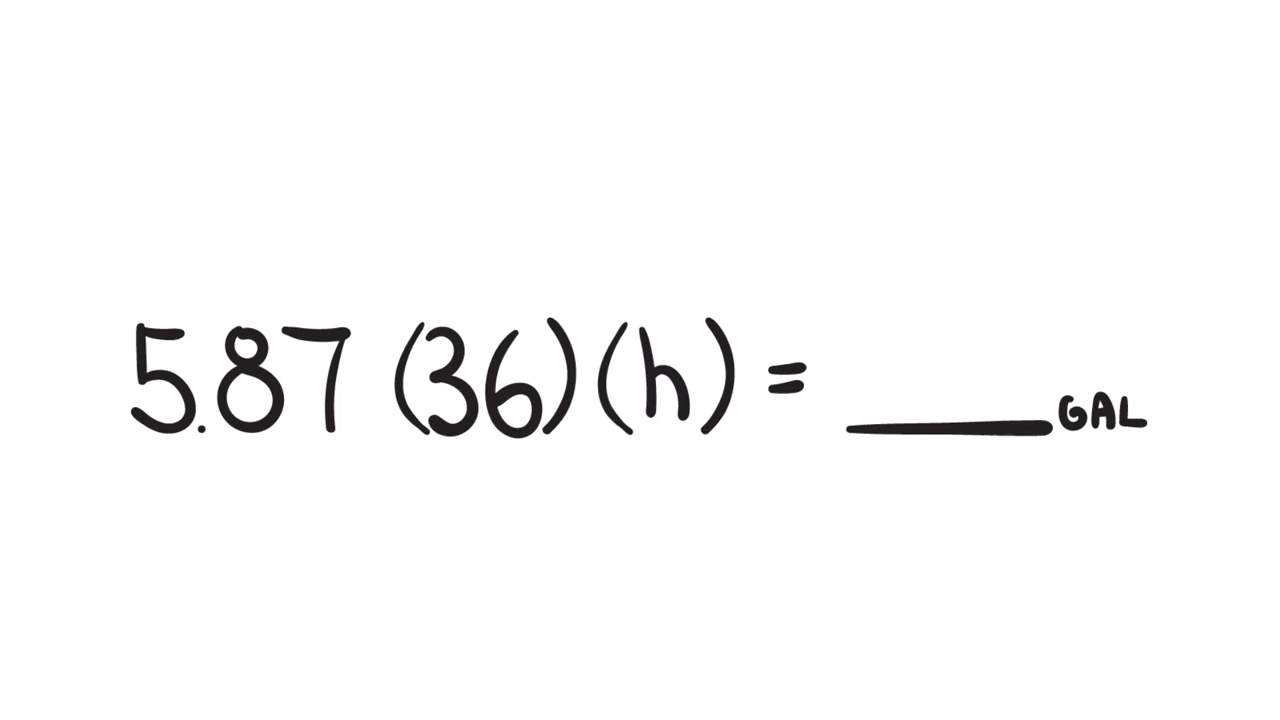 5.87 (36)(h) = ____ GAL